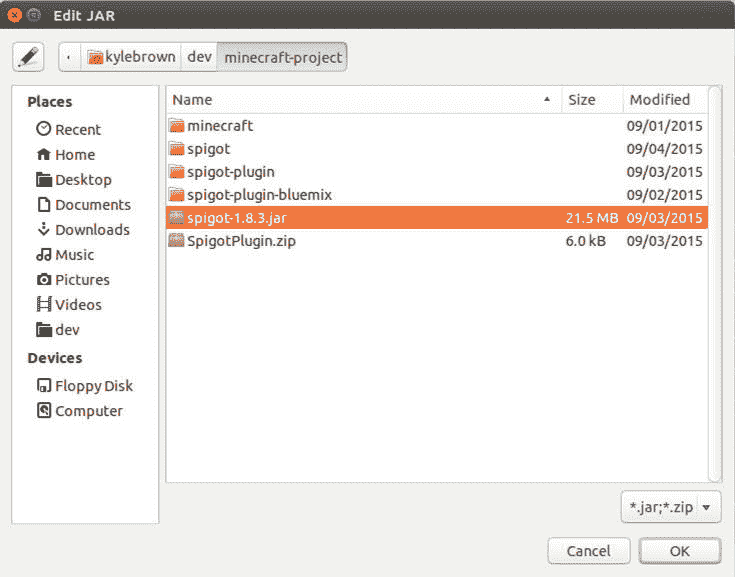 Edit JAR
kylebrown dev minecraft-project
Places
Recent
Home
Desktop
Documents
Downloads
Music
Pictures
Videos
dev
Devices
Floppy Disk
Computer
Name Size Modified
minecraft 09/01/2015
spigot 09/04/2015
spigot-plugin 09/03/2015
spigot-plugin-bluemix 09/02/2015
spigot-1.8.3.jar 21.5 MB 09/03/2015
SpigotPlugin.zip 6.0 kB 09/03/2015
*.jar;*.zip
Cancel OK